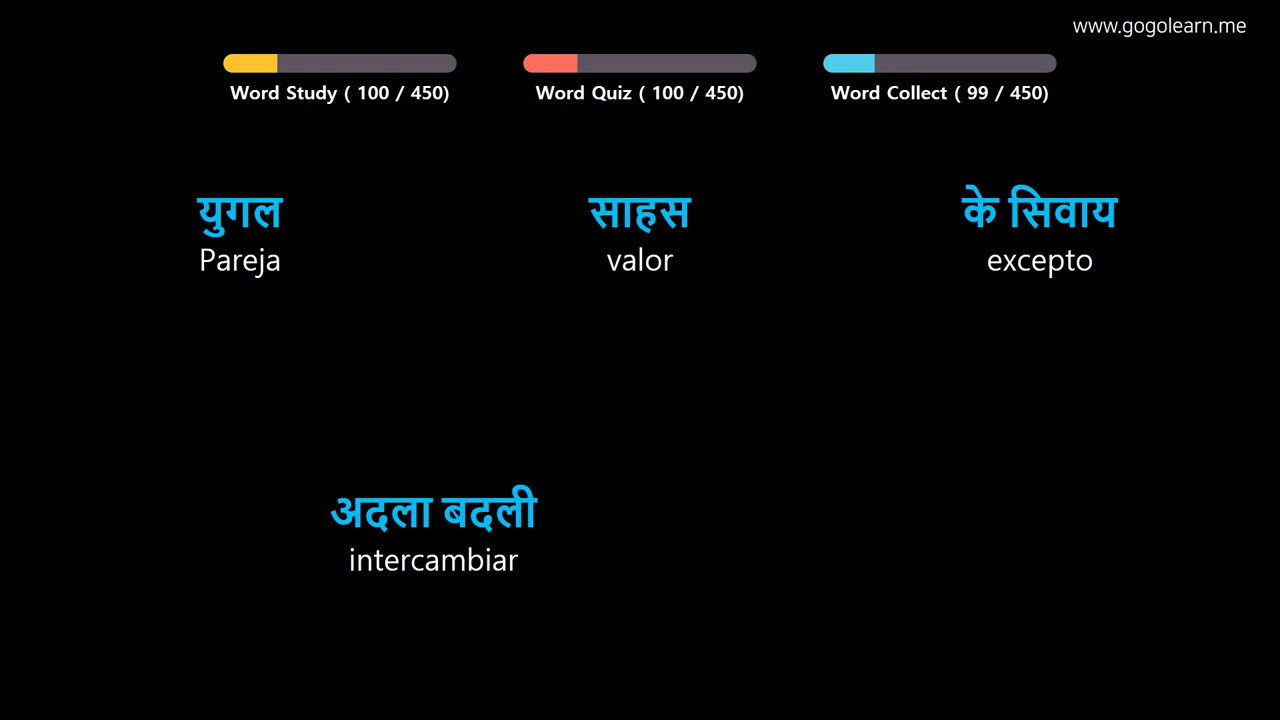 www.gogolearn.me
Word Study ( 100 / 450)
Word Quiz ( 100 / 450)
Word Collect ( 99 / 450)
युगल
Pareja
साहस
valor
के सिवाय
excepto
अदला बदली
intercambiar